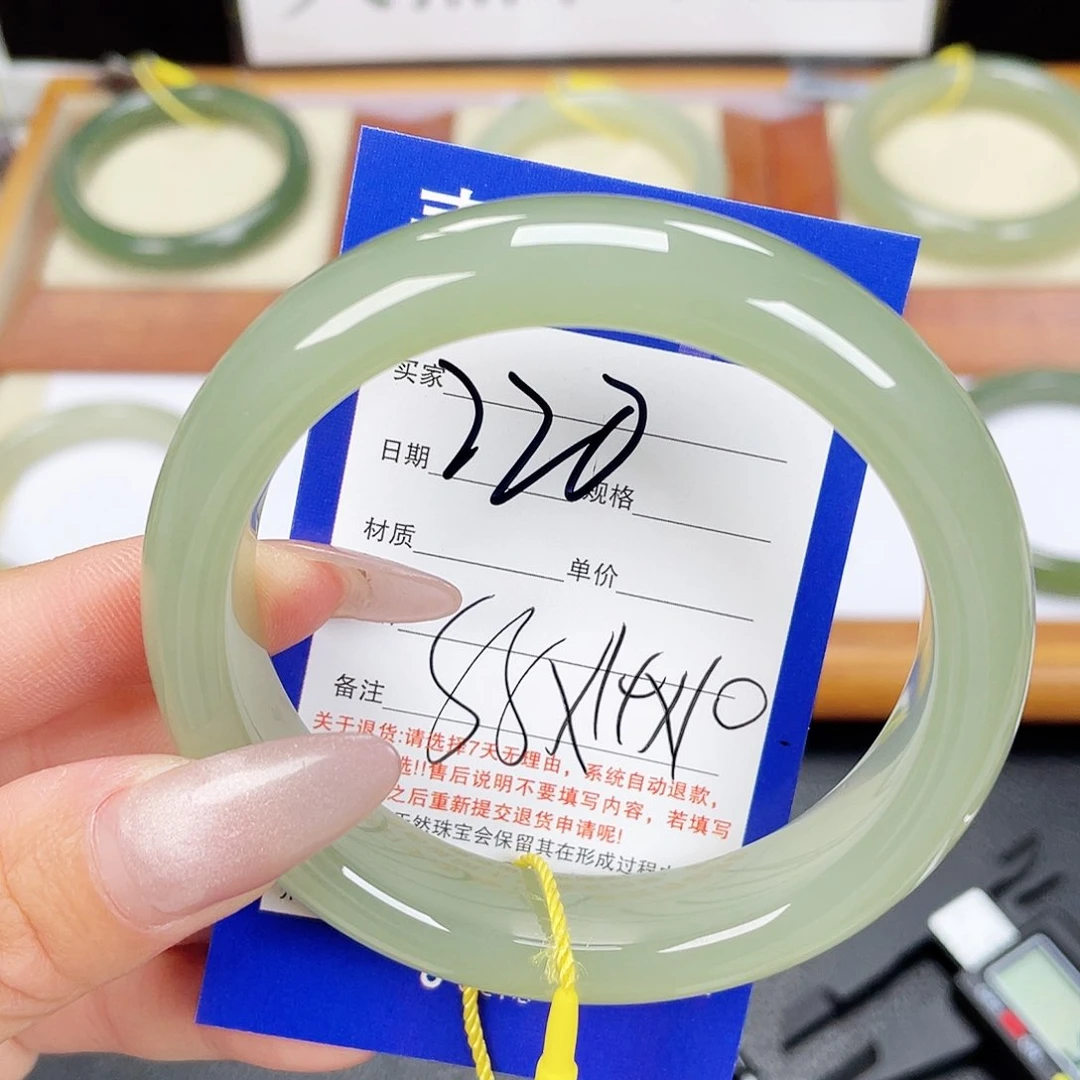 买家
220
日期 规格
材质 单价
58X14X10
备注
关于退货:请选择7天无理由，系统自动退款，
选!!售后说明不要填写内容，若填写
之后重新提交退货申请呢!
天然珠宝会保留其在形成过程